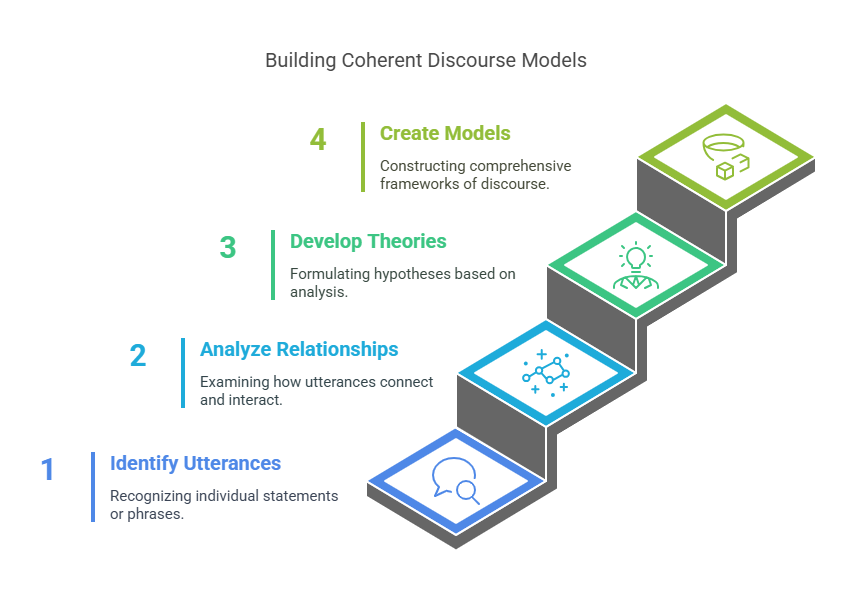 Building Coherent Discourse Models
4
Create Models
Constructing comprehensive
frameworks of discourse.
3
Develop Theories
Formulating hypotheses based on
analysis.
2
Analyze Relationships
Examining how utterances connect
and interact.
1
Identify Utterances
Recognizing individual statements
or phrases.